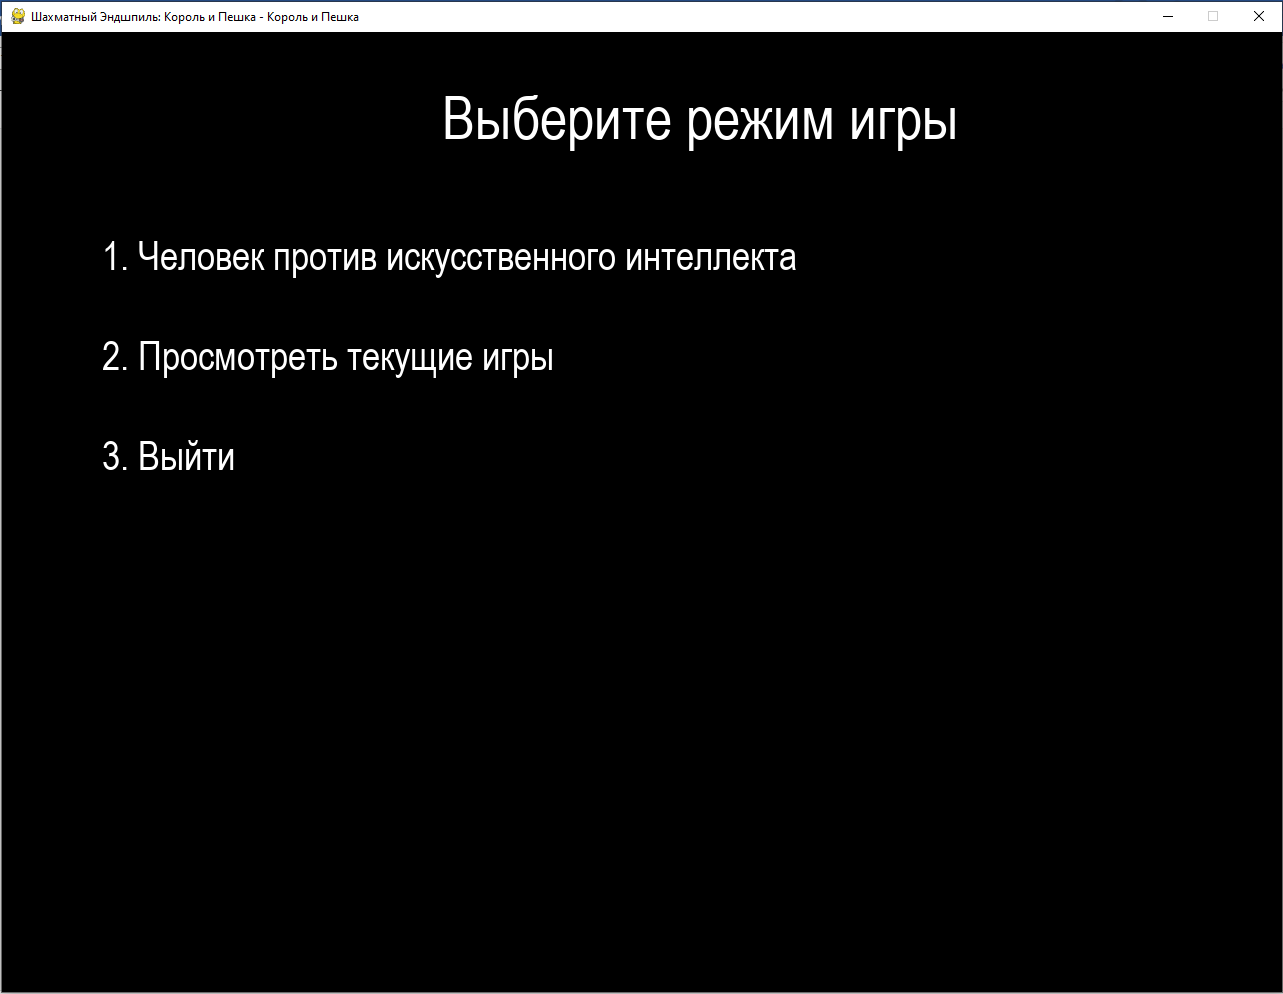 Шахматный Эндшпиль: Король и Пешка - Король и Пешка
Выберите режим игры
1. Человек против искусственного интеллекта
2. Просмотреть текущие игры
3. Выйти